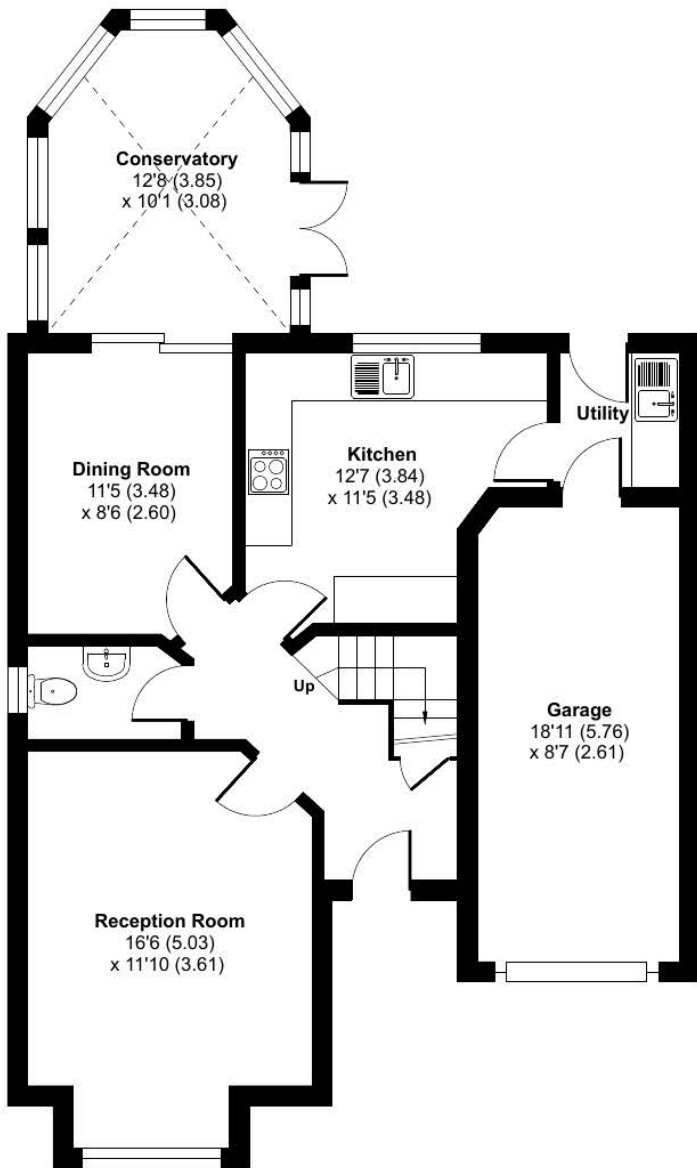 Conservatory
12'8 (3.85)
x 10'1 (3.08)
Utility
Kitchen
12'7 (3.84)
x 11'5 (3.48)
Dining Room
11'5 (3.48)
x 8'6 (2.60)
Up
Garage
18'11 (5.76)
x 8'7 (2.61)
Reception Room
16'6 (5.03)
x 11'10 (3.61)